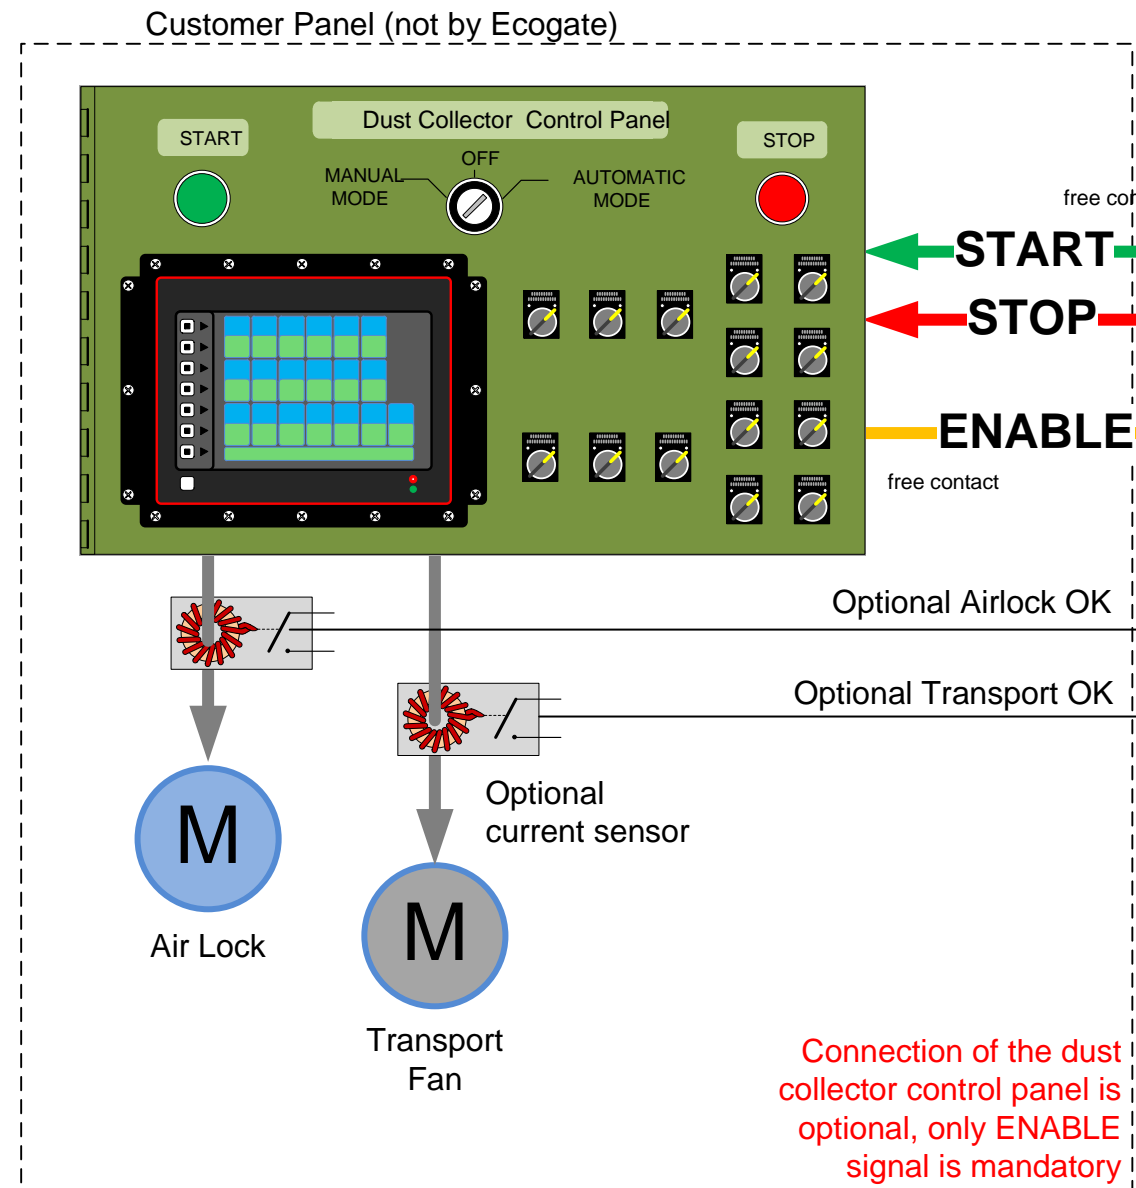 Customer Panel (not by Ecogate)
Dust Collector Control Panel
START
STOP
OFF
MANUAL
MODE
AUTOMATIC
MODE
free
START
STOP
ENABLE
free contact
Optional Airlock OK
Optional Transport OK
Optional
current sensor
M
Air Lock
M
Transport
Fan
Connection of the dust
collector control panel is
optional, only ENABLE
signal is mandatory